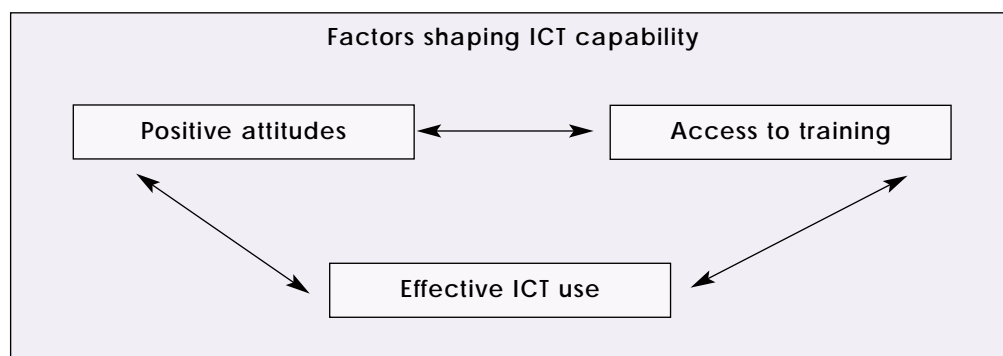 Factors shaping ICT capability
Positive attitudes
Access to training
Effective ICT use